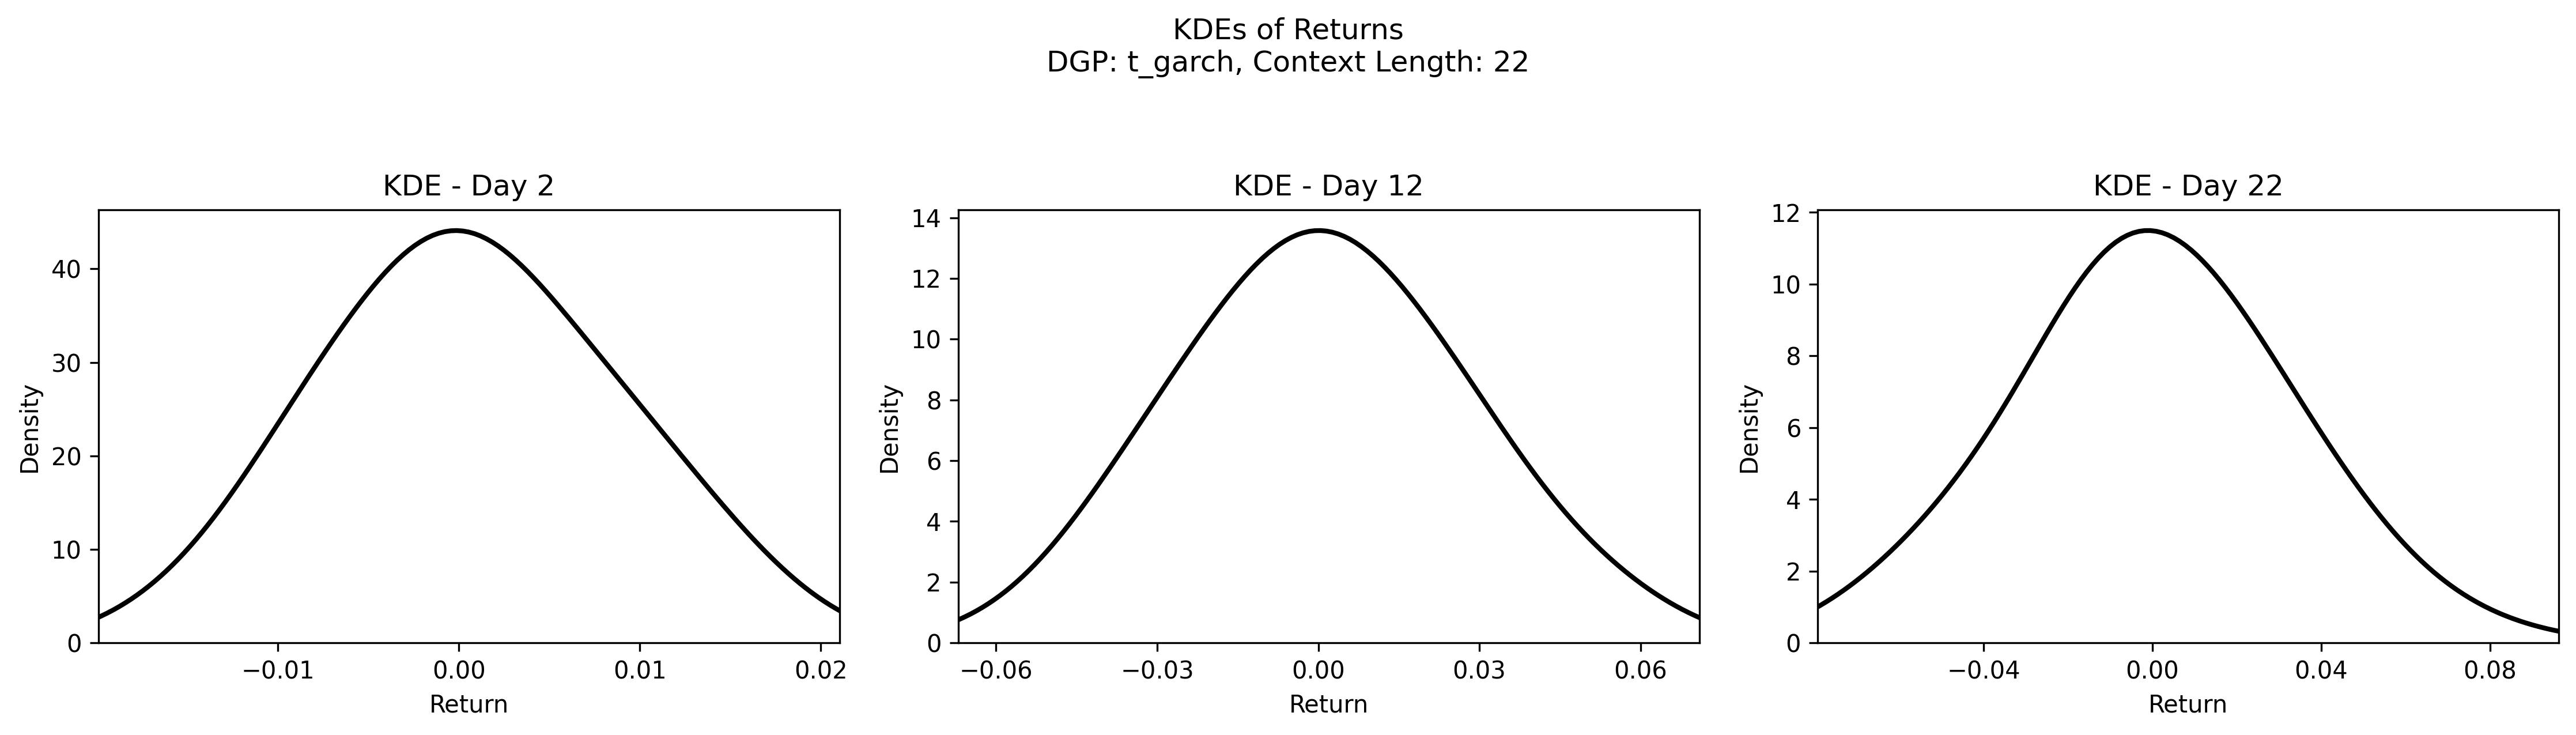 KDEs of Returns
DGP: t_garch, Context Length: 22
KDE - Day 2
Density
40
30
20
10
0
−0.01 0.00 0.01 0.02
Return
KDE - Day 12
Density
14
12
10
8
6
4
2
0
−0.06 −0.03 0.00 0.03 0.06
Return
KDE - Day 22
Density
12
10
8
6
4
2
0
−0.04 0.00 0.04 0.08
Return